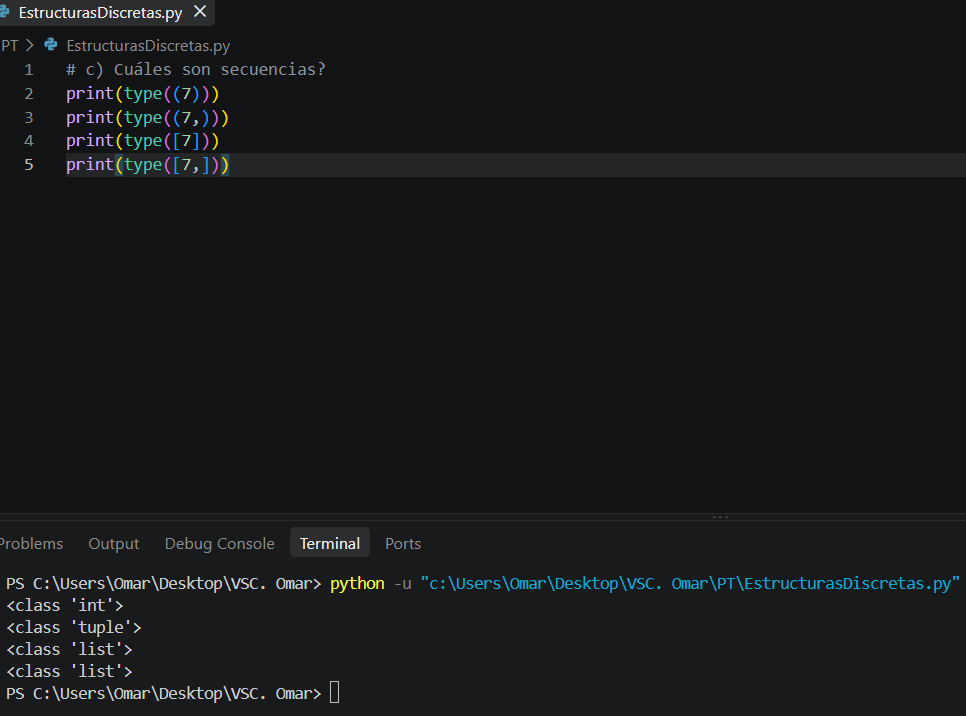 EstructurasDiscretas.py ×
PT > EstructurasDiscretas.py
1 # c) Cuáles son secuencias?
2 print(type((7)))
3 print(type((7,)))
4 print(type([7]))
5 print(type([7,]))
Problems Output Debug Console Terminal Ports
PS C:\Users\Omar\Desktop\VSC. Omar> python -u "c:\Users\Omar\Desktop\VSC. Omar\PT\EstructurasDiscretas.py"
<class 'int'>
<class 'tuple'>
<class 'list'>
<class 'list'>
PS C:\Users\Omar\Desktop\VSC. Omar>